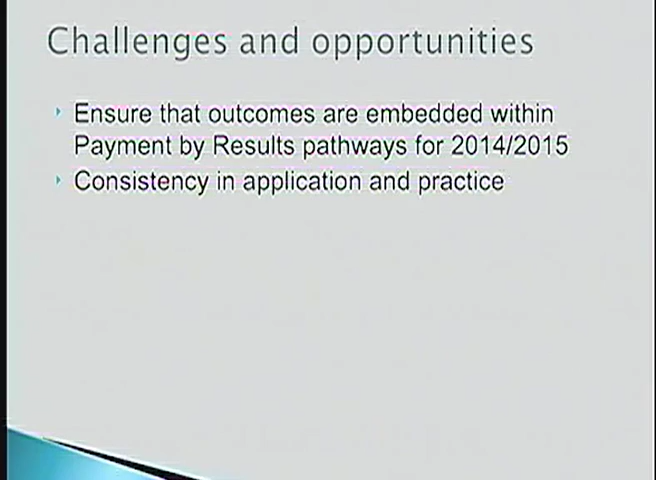 Challenges and opportunities
Ensure that outcomes are embedded within
Payment by Results pathways for 2014/2015
Consistency in application and practice